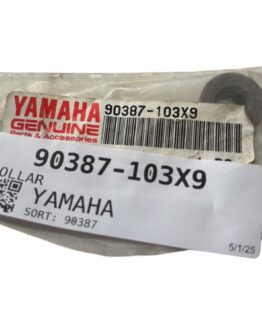 YAMAHA
GENUINE
Parts & Accessories
90387-103X9
90387-103X9
OLLAR
YAMAHA
SORT: 90387
5/1/25